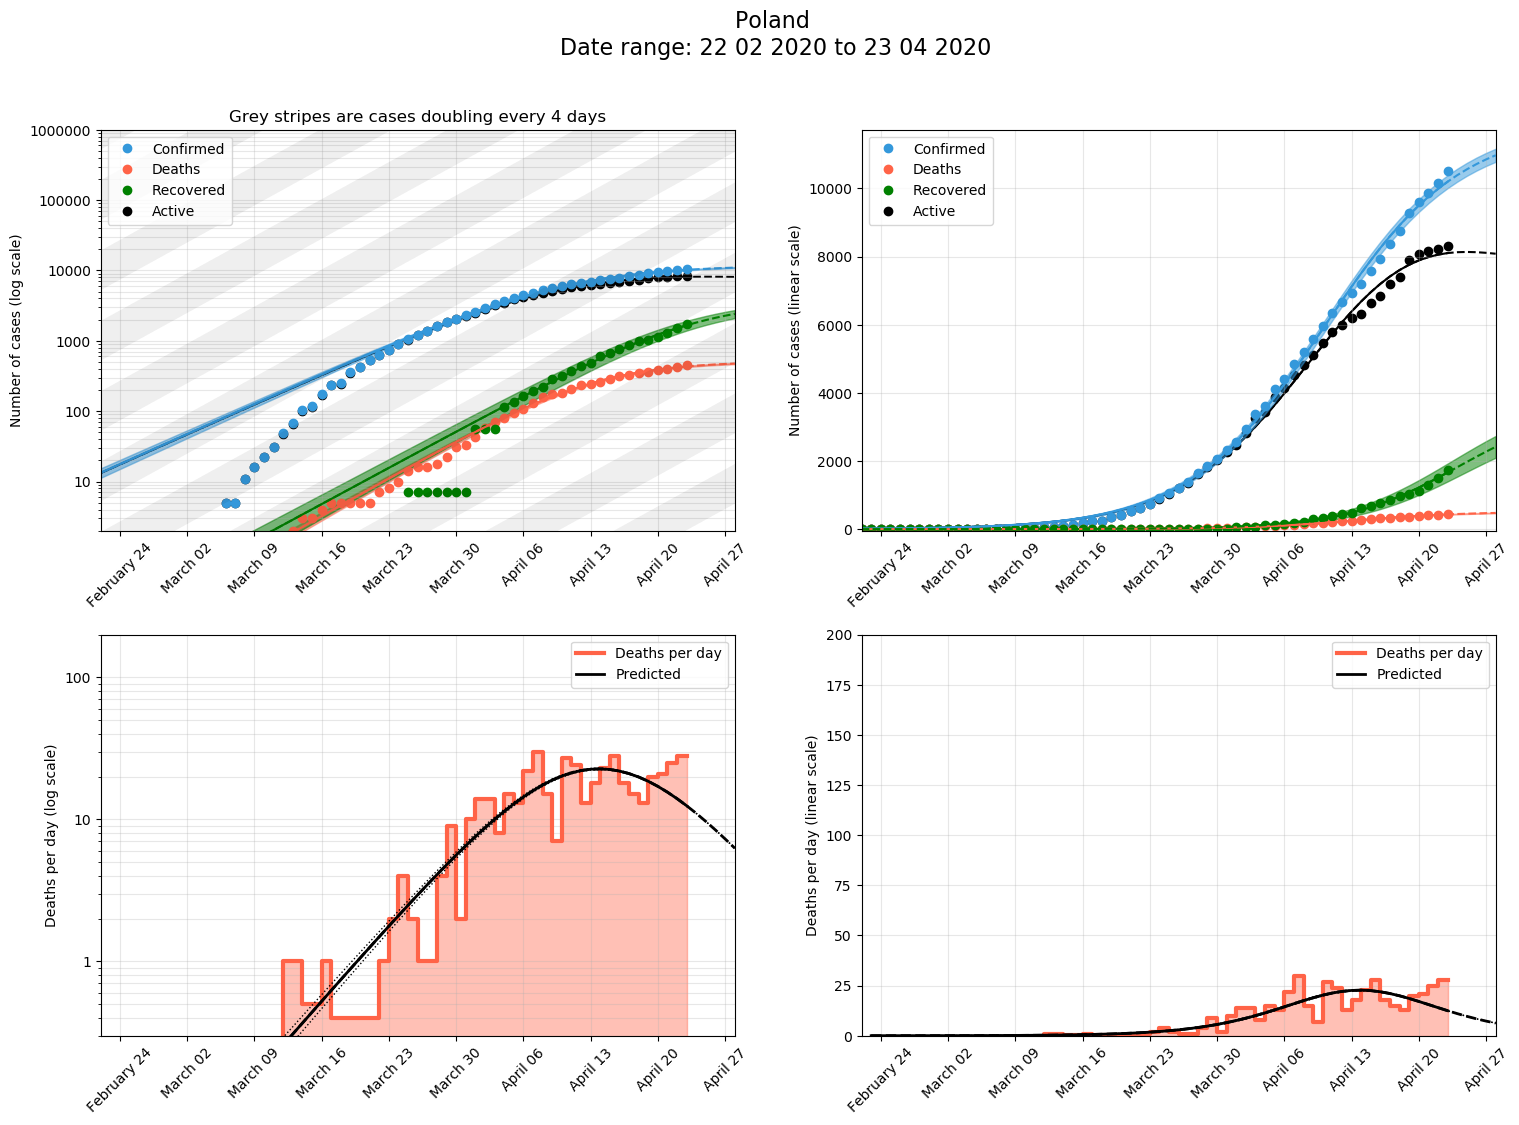 Poland
Date range: 22 02 2020 to 23 04 2020
Grey stripes are cases doubling every 4 days
Number of cases (log scale)
1000000
100000
10000
1000
100
10
Confirmed
Deaths
Recovered
Active
February 24
March 02
March 09
March 16
March 23
March 30
April 06
April 13
April 20
April 27
Number of cases (linear scale)
10000
8000
6000
4000
2000
0
Confirmed
Deaths
Recovered
Active
February 24
March 02
March 09
March 16
March 23
March 30
April 06
April 13
April 20
April 27
Deaths per day (log scale)
100
10
1
Deaths per day
Predicted
February 24
March 02
March 09
March 16
March 23
March 30
April 06
April 13
April 20
April 27
Deaths per day (linear scale)
200
175
150
125
100
75
50
25
0
Deaths per day
Predicted
February 24
March 02
March 09
March 16
March 23
March 30
April 06
April 13
April 20
April 27